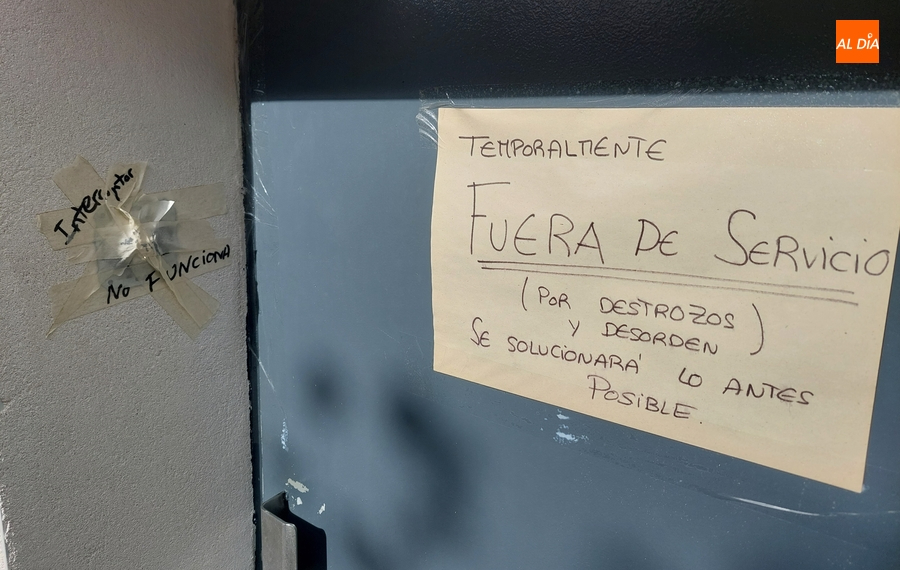 AL DÍA
Interruptor
No FUNCIONA
TEMPORALMENTE
FUERA DE SERVICIO
(POR DESTROZOS
Y DESORDEN)
SE SOLUCIONARÁ LO ANTES
POSIBLE.